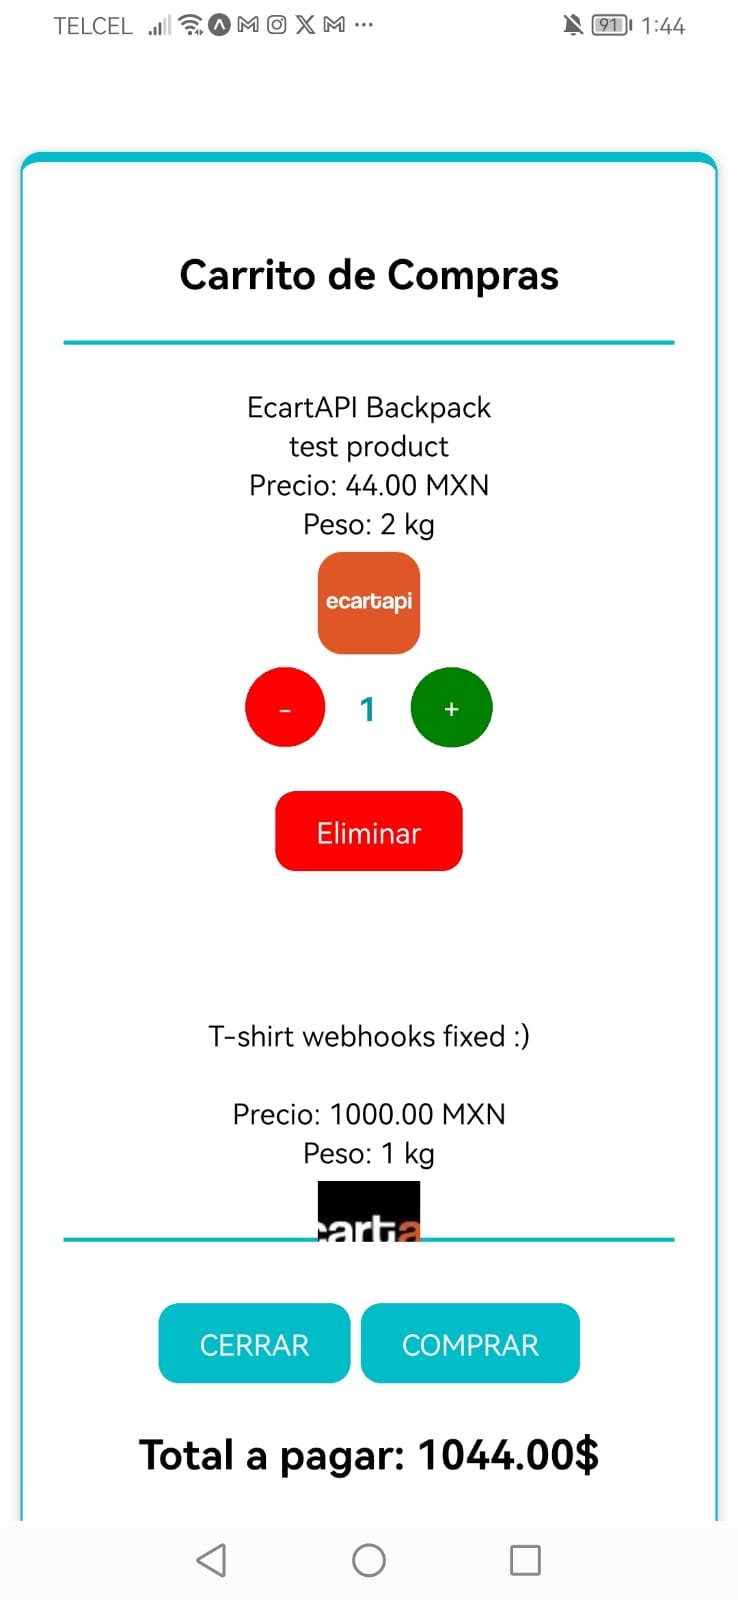 TELCEL 91 1:44
Carrito de Compras
EcartAPI Backpack
test product
Precio: 44.00 MXN
Peso: 2 kg
ecartapi
- 1 +
Eliminar
T-shirt webhooks fixed :)
Precio: 1000.00 MXN
Peso: 1 kg
carta
CERRAR COMPRAR
Total a pagar: 1044.00$